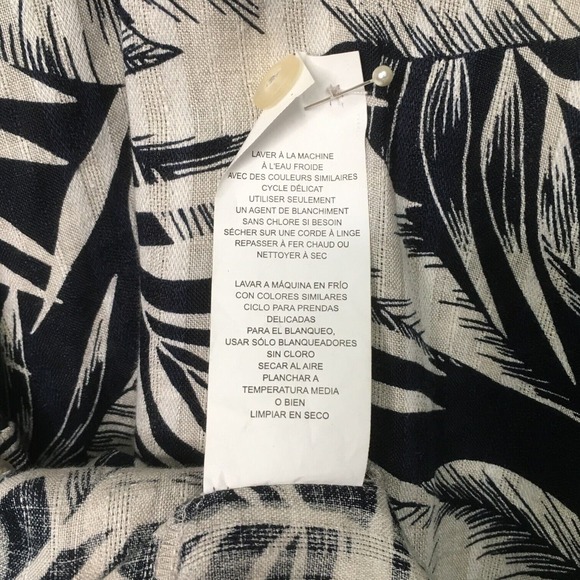 LAVER À LA MACHINE
À L'EAU FROIDE
AVEC DES COULEURS SIMILAIRES
CYCLE DÉLICAT
UTILISER SEULEMENT
UN AGENT DE BLANCHIMENT
SANS CHLORE SI BESOIN
SÉCHER SUR UNE CORDE À LINGE
REPASSER À FER CHAUD OU
NETTOYER À SEC
LAVAR A MÁQUINA EN FRÍO
CON COLORES SIMILARES
CICLO PARA PRENDAS
DELICADAS
PARA EL BLANQUEO,
USAR SÓLO BLANQUEADORES
SIN CLORO
SECAR AL AIRE
PLANCHAR A
TEMPERATURA MEDIA
O BIEN
LIMPIAR EN SECO